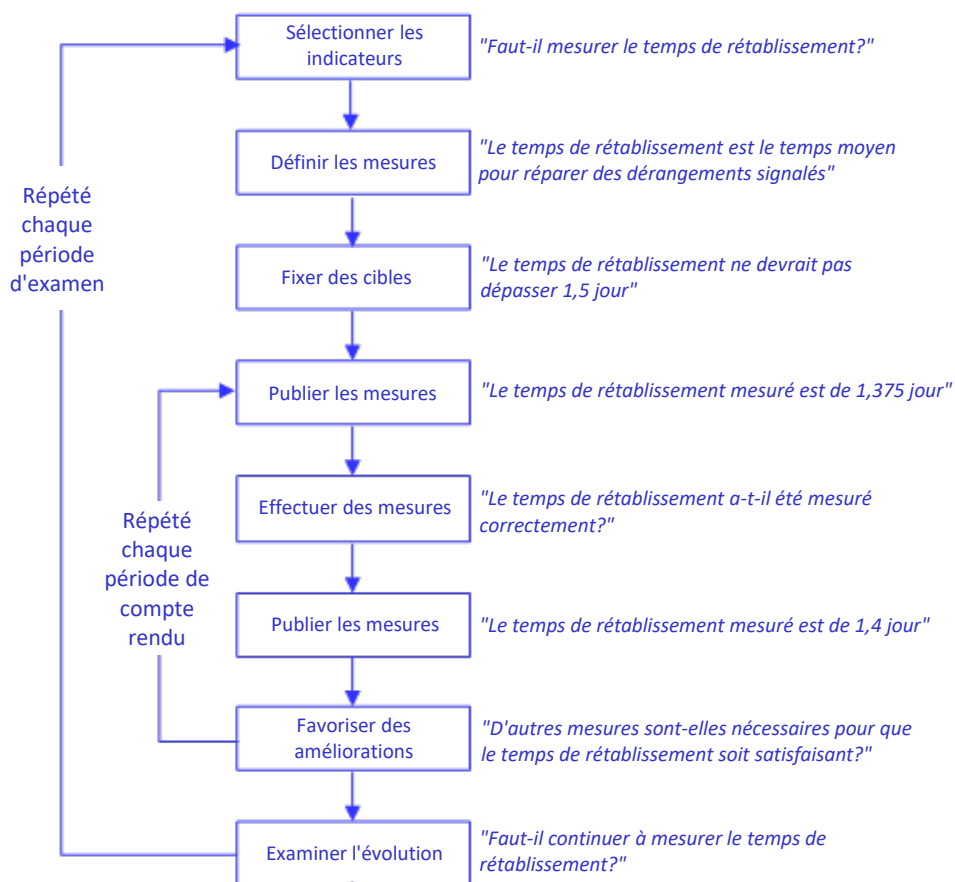 Sélectionner les
indicateurs
"Faut-il mesurer le temps de rétablissement?"
Définir les mesures
"Le temps de rétablissement est le temps moyen
pour réparer des dérangements signalés"
Répété
chaque
période
d'examen
Fixer des cibles
"Le temps de rétablissement ne devrait pas
dépasser 1,5 jour"
Publier les mesures
"Le temps de rétablissement mesuré est de 1,375 jour"
Effectuer des mesures
"Le temps de rétablissement a-t-il été mesuré
correctement?"
Répété
chaque
période de
compte
rendu
Publier les mesures
"Le temps de rétablissement mesuré est de 1,4 jour"
Favoriser des
améliorations
"D'autres mesures sont-elles nécessaires pour que
le temps de rétablissement soit satisfaisant?"
Examiner l'évolution
"Faut-il continuer à mesurer le temps de
rétablissement?"